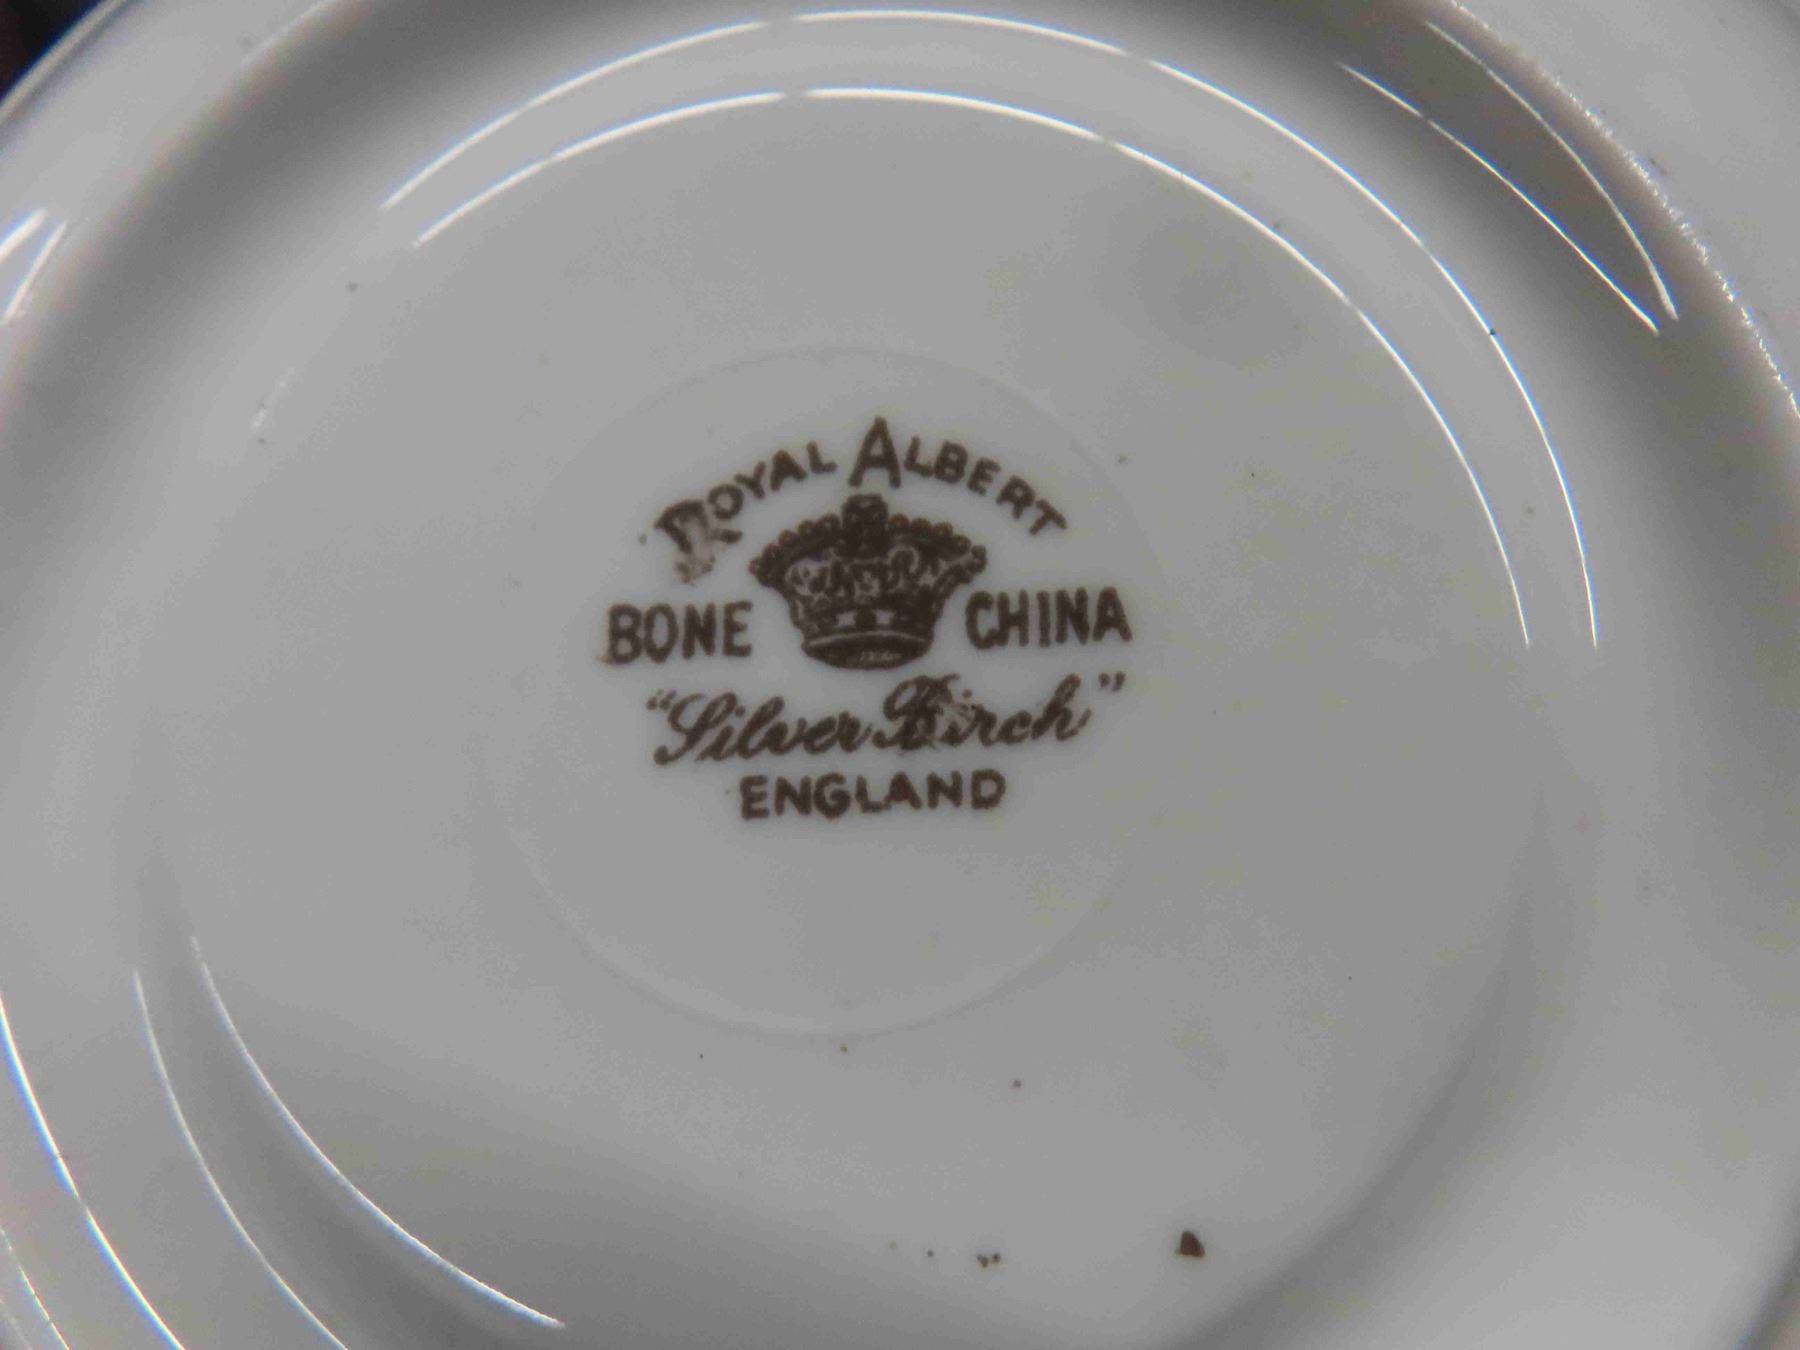 ROYAL ALBERT
BONE CHINA
"Silver Birch"
ENGLAND